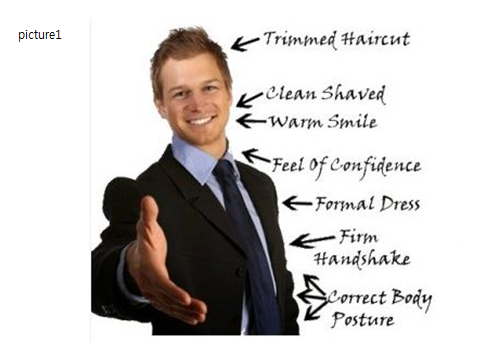 picture1
Trimmed Haircut
Clean Shaved
Warm Smile
Feel Of Confidence
Formal Dress
Firm
Handshake
Correct Body
Posture